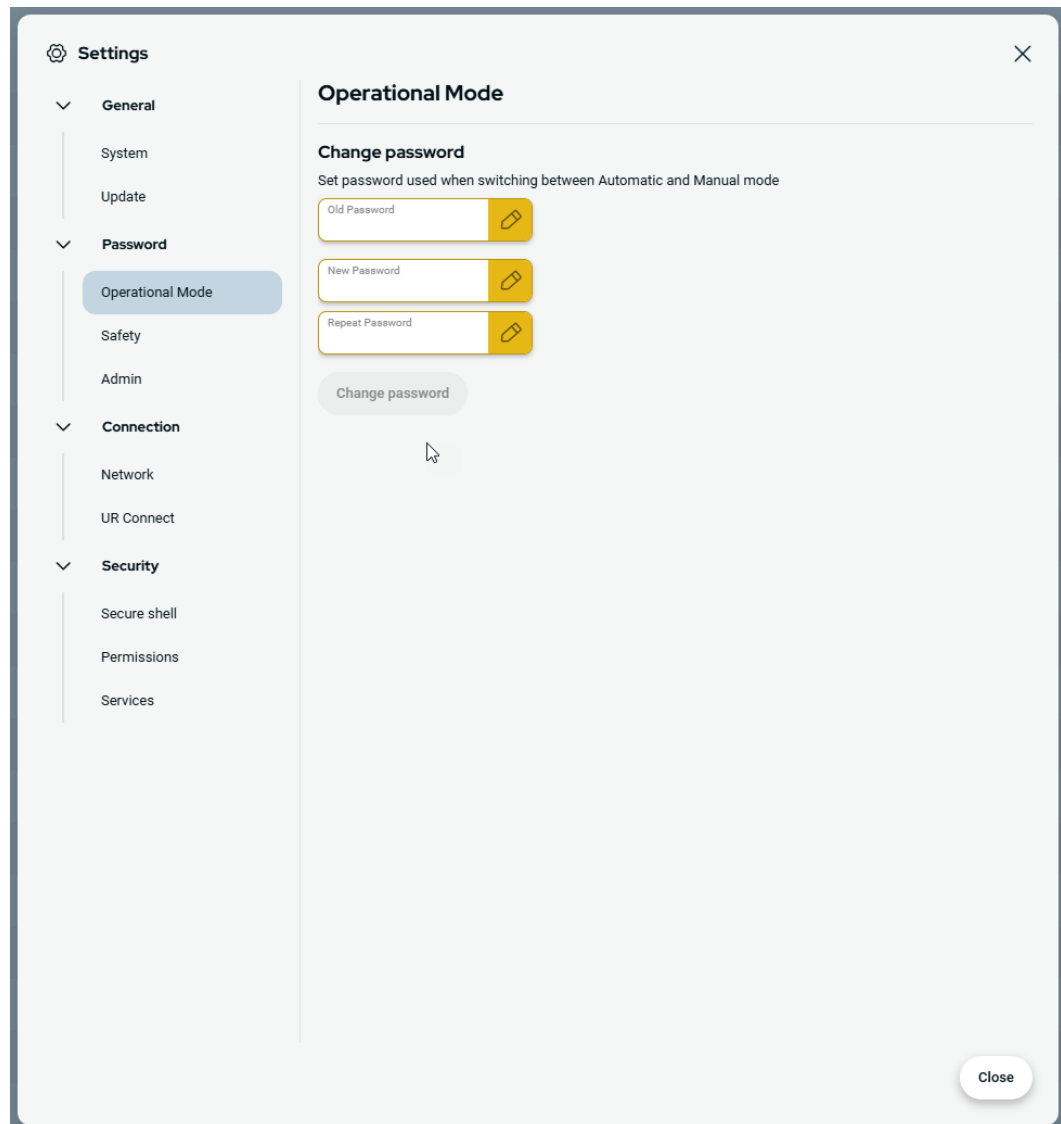 Settings
General
System
Update
Password
Operational Mode
Safety
Admin
Connection
Network
UR Connect
Security
Secure shell
Permissions
Services
Operational Mode
Change password
Set password used when switching between Automatic and Manual mode
Old Password
New Password
Repeat Password
Change password
Close